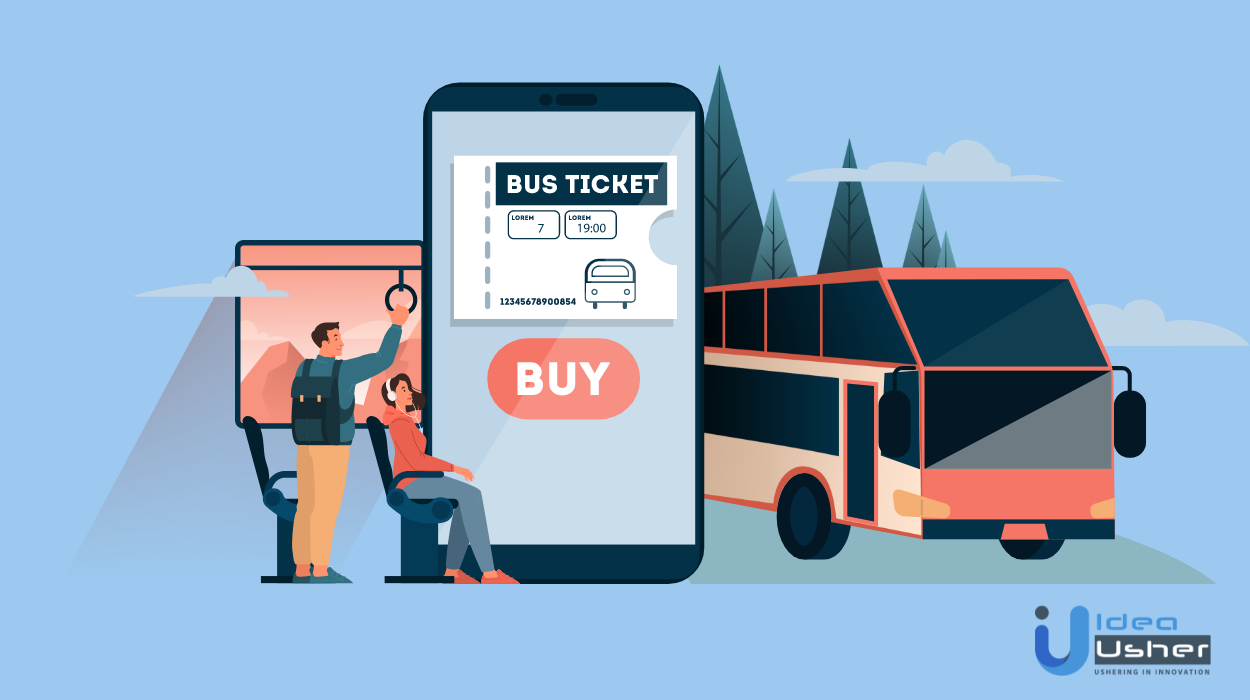 BUS TICKET
LOREM
7
LOREM
19:00
12345678900854
BUY
Idea
Usher
USHERING IN INNOVATION